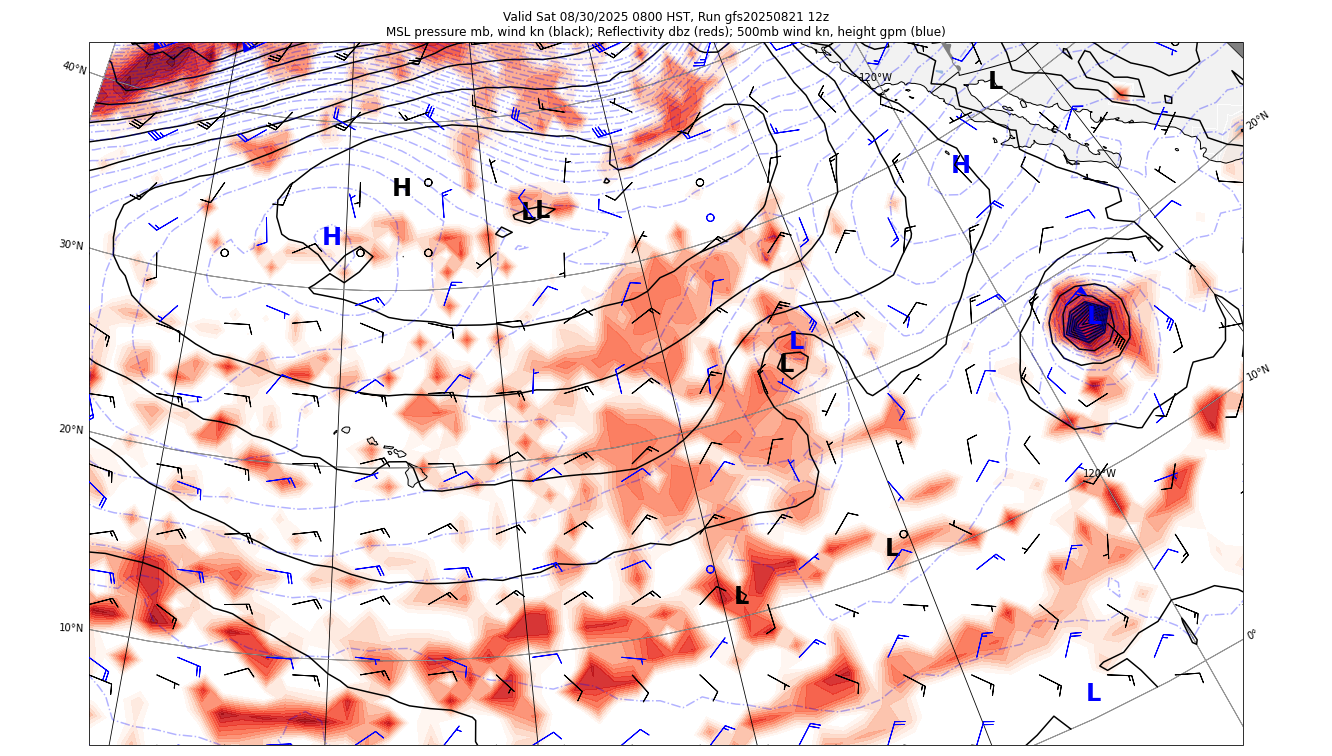 Valid Sat 08/30/2025 0800 HST, Run gfs20250821 12z
MSL pressure mb, wind kn (black); Reflectivity dbz (reds); 500mb wind kn, height gpm (blue)
40°N
120°W
L
20°N
H
H
L
L
H
30°N
L
L
L
10°N
20°N
120°W
L
L
10°N
0°
L